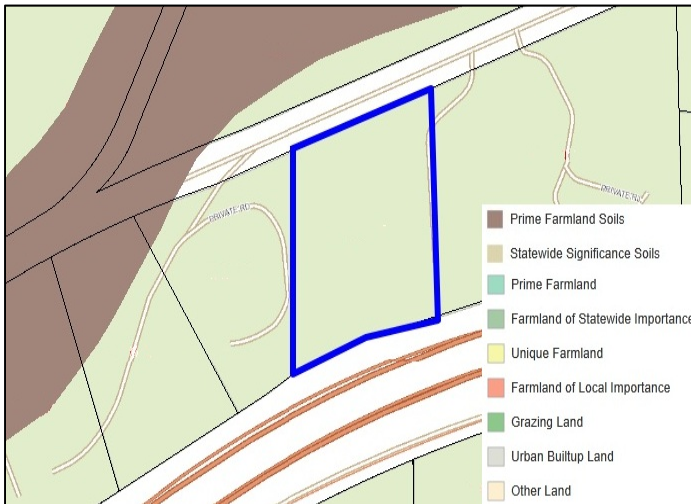 PRIVATE RD
PRIVATE RD
Prime Farmland Soils
Statewide Significance Soils
Prime Farmland
Farmland of Statewide Importance
Unique Farmland
Farmland of Local Importance
Grazing Land
Urban Builtup Land
Other Land